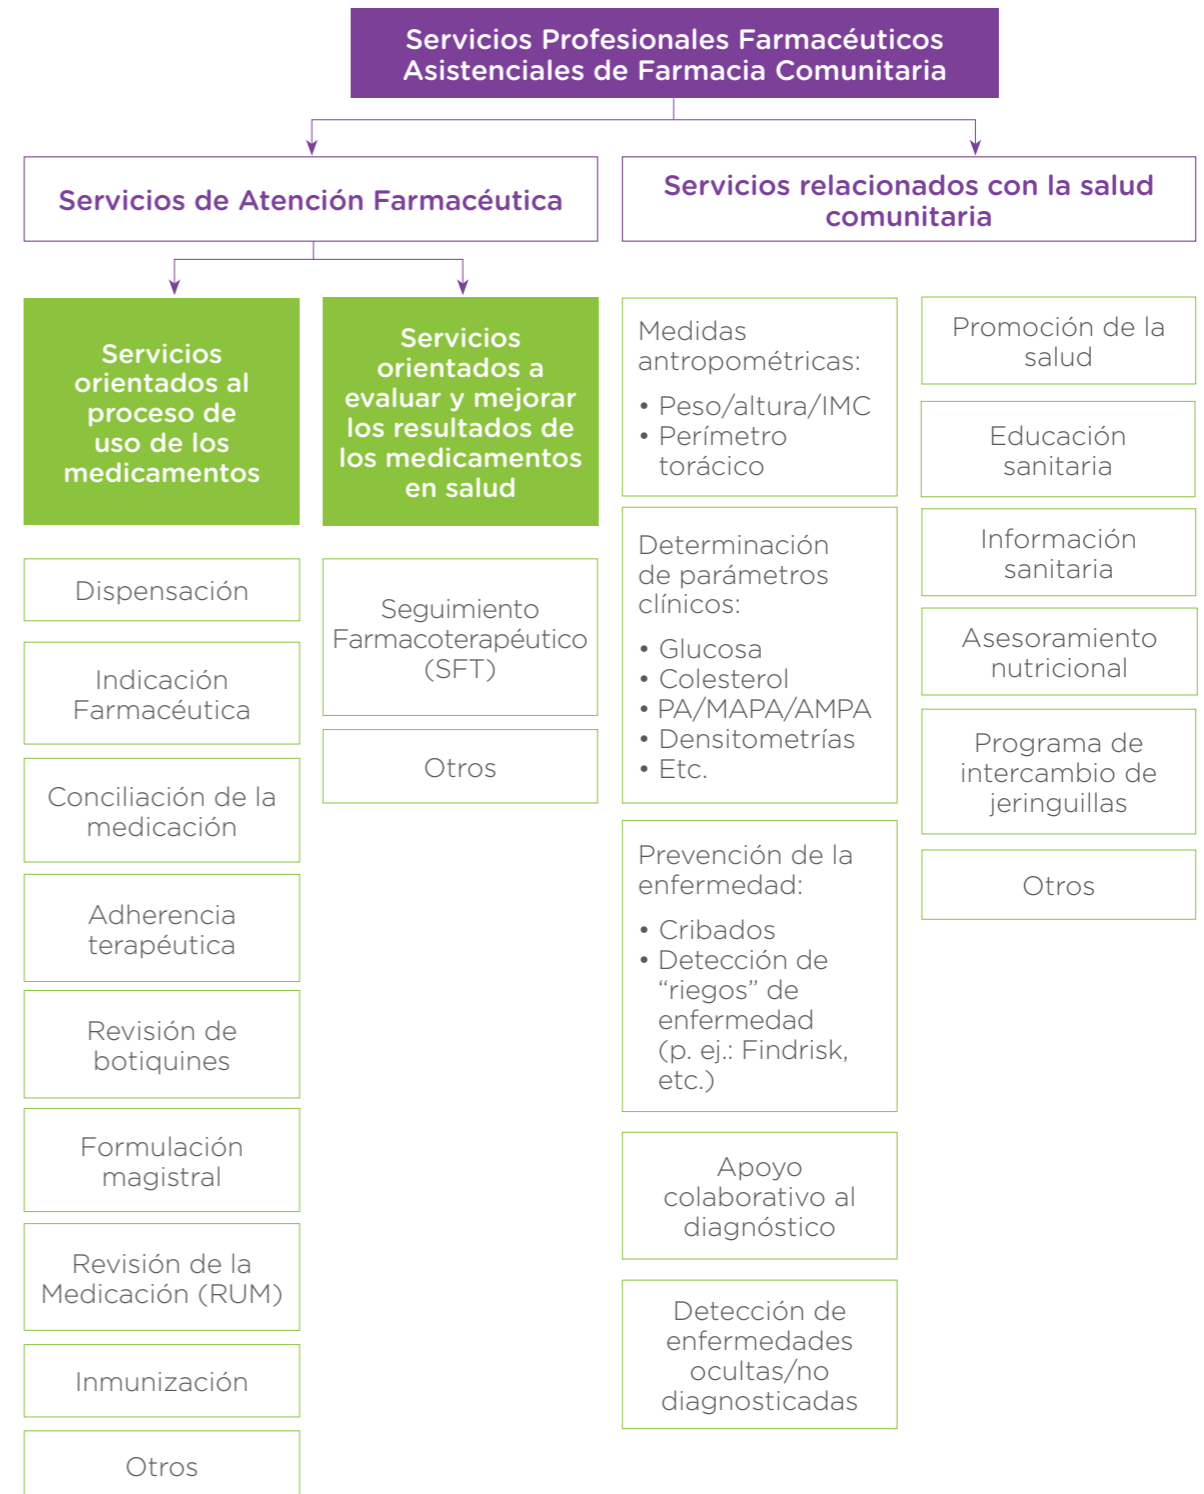 Servicios Profesionales Farmacéuticos
Asistenciales de Farmacia Comunitaria
Servicios de Atención Farmacéutica
Servicios relacionados con la salud
comunitaria
Servicios
orientados al
proceso de
uso de los
medicamentos
Dispensación
Indicación
Farmacéutica
Conciliación de la
medicación
Adherencia
terapéutica
Revisión de
botiquines
Formulación
magistral
Revisión de la
Medicación (RUM)
Inmunización
Otros
Servicios
orientados a
evaluar y mejorar
los resultados de
los medicamentos
en salud
Seguimiento
Farmacoterapéutico
(SFT)
Otros
Medidas
antropométricas:
• Peso/altura/IMC
• Perímetro
torácico
Determinación
de parámetros
clínicos:
• Glucosa
• Colesterol
• PA/MAPA/AMPA
• Densitometrías
• Etc.
Prevención de la
enfermedad:
• Cribados
• Detección de
“riegos” de
enfermedad
(p. ej.: Findrisk,
etc.)
Apoyo
colaborativo al
diagnóstico
Detección de
enfermedades
ocultas/no
diagnosticadas
Promoción de la
salud
Educación
sanitaria
Información
sanitaria
Asesoramiento
nutricional
Programa de
intercambio de
jeringuillas
Otros